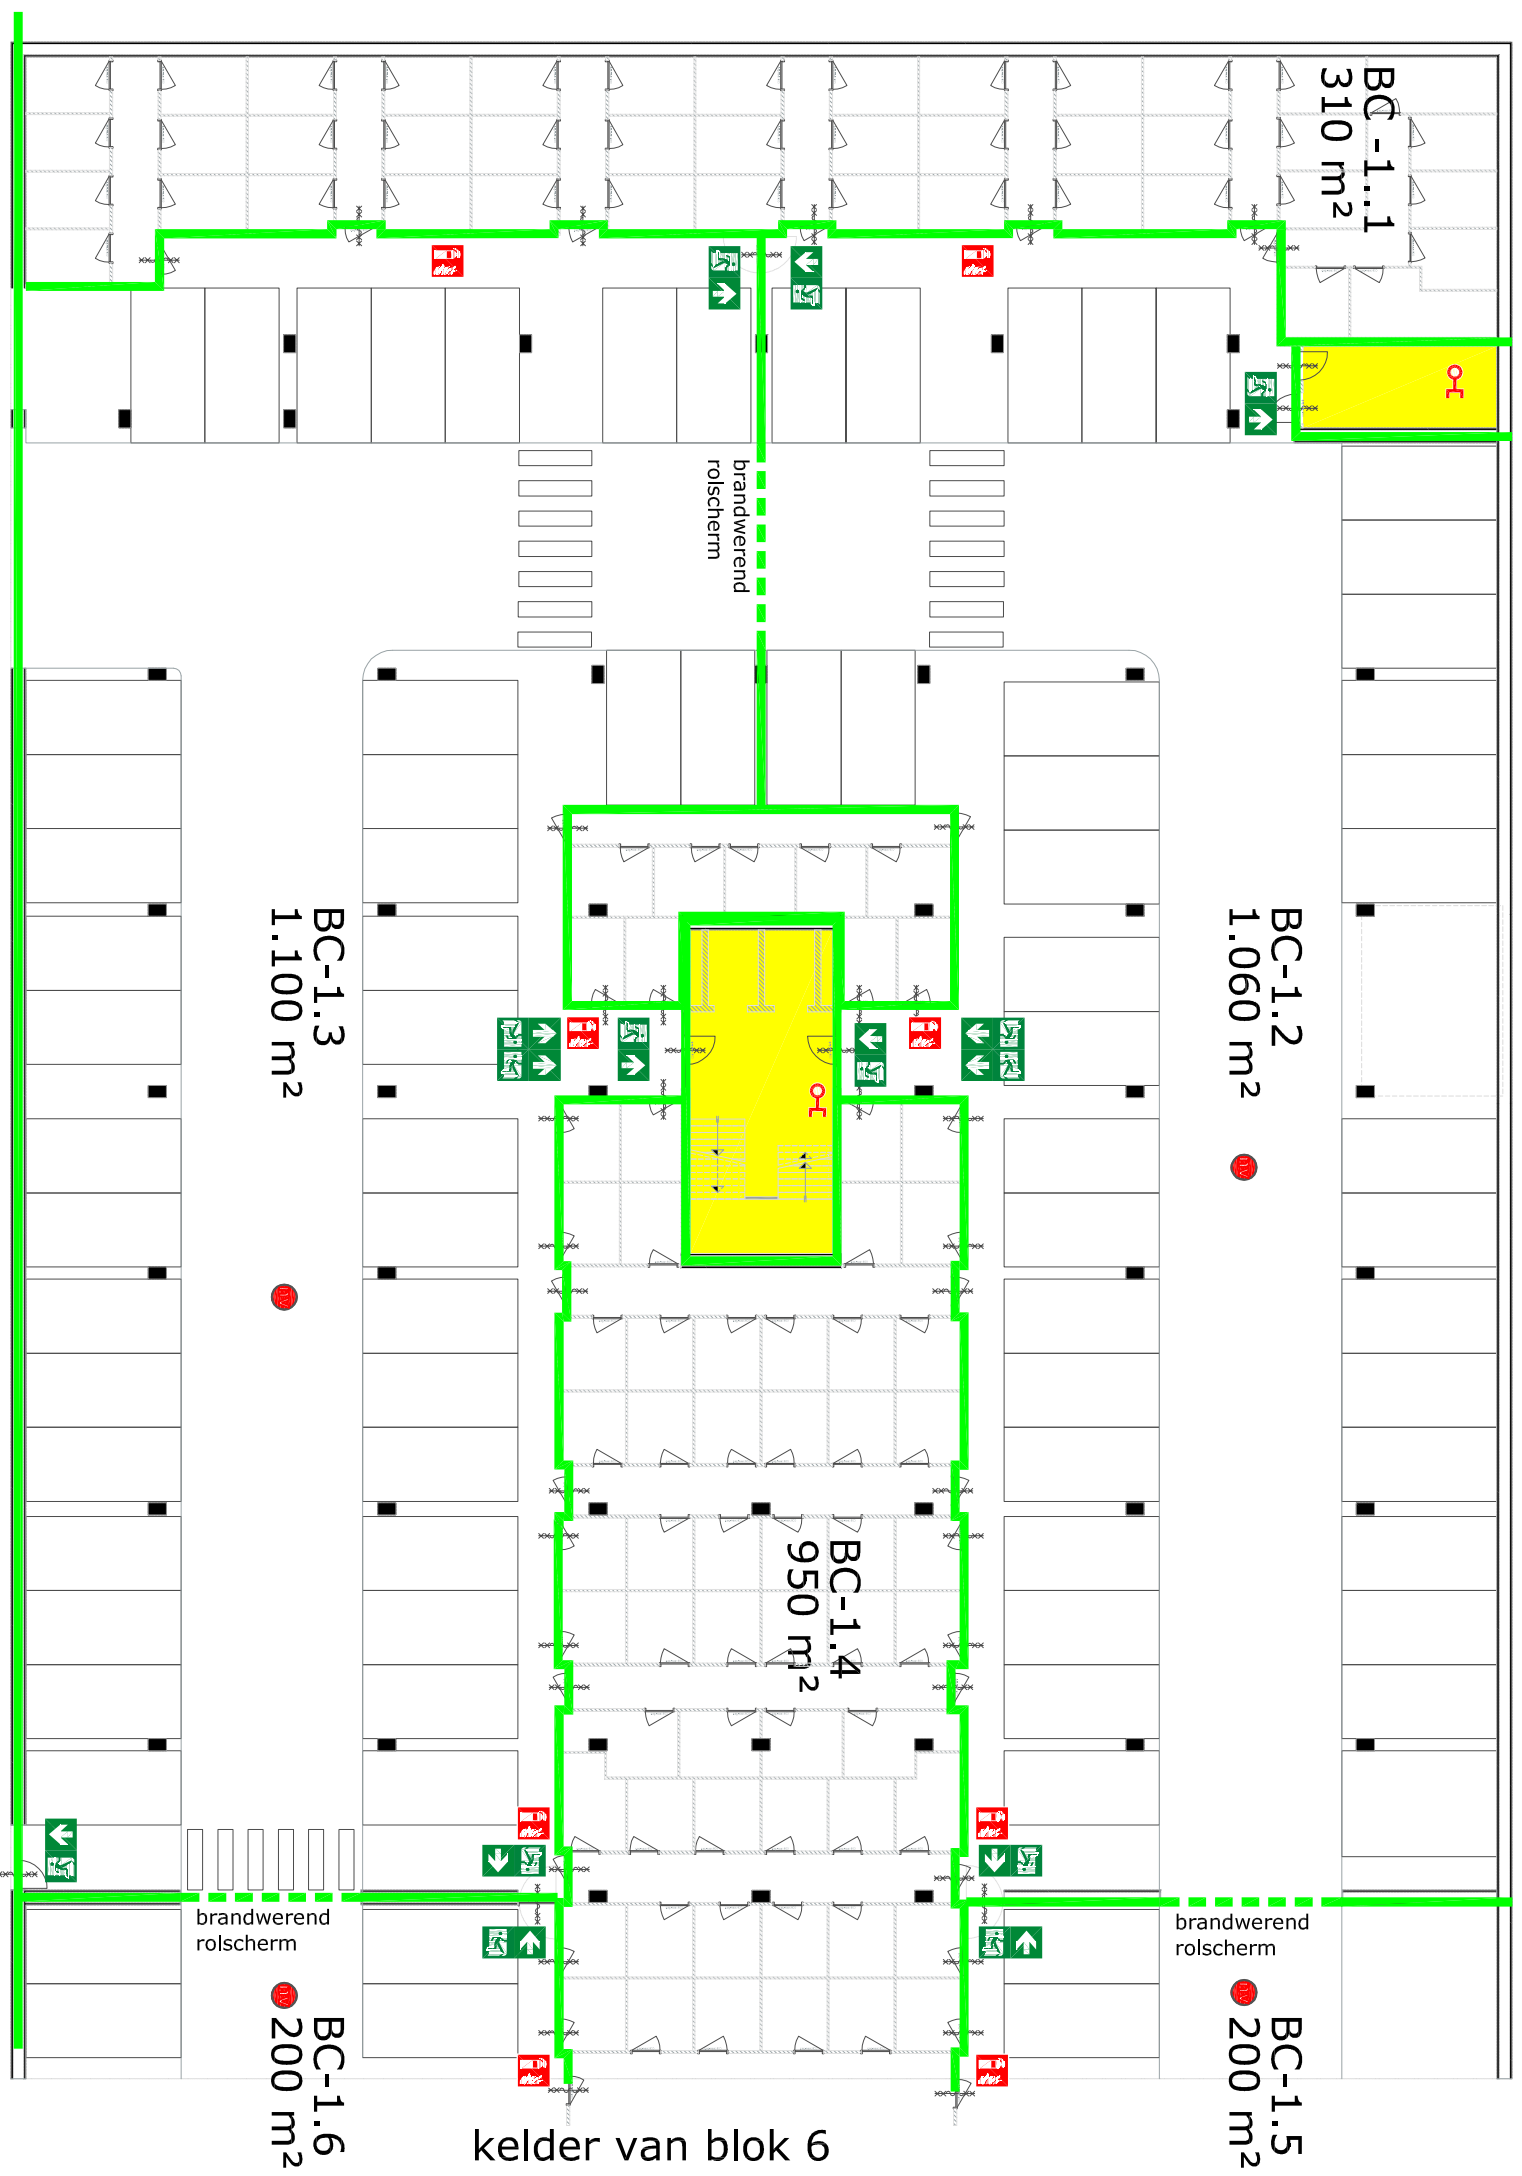 BC -1..1
310 m²
brandwerend
rolscherm
BC-1.3
1.100 m²
BC-1.2
1.060 m²
BC-1.4
950 m²
brandwerend
rolscherm
brandwerend
rolscherm
BC-1.6
200 m²
BC-1.5
200 m²
kelder van blok 6